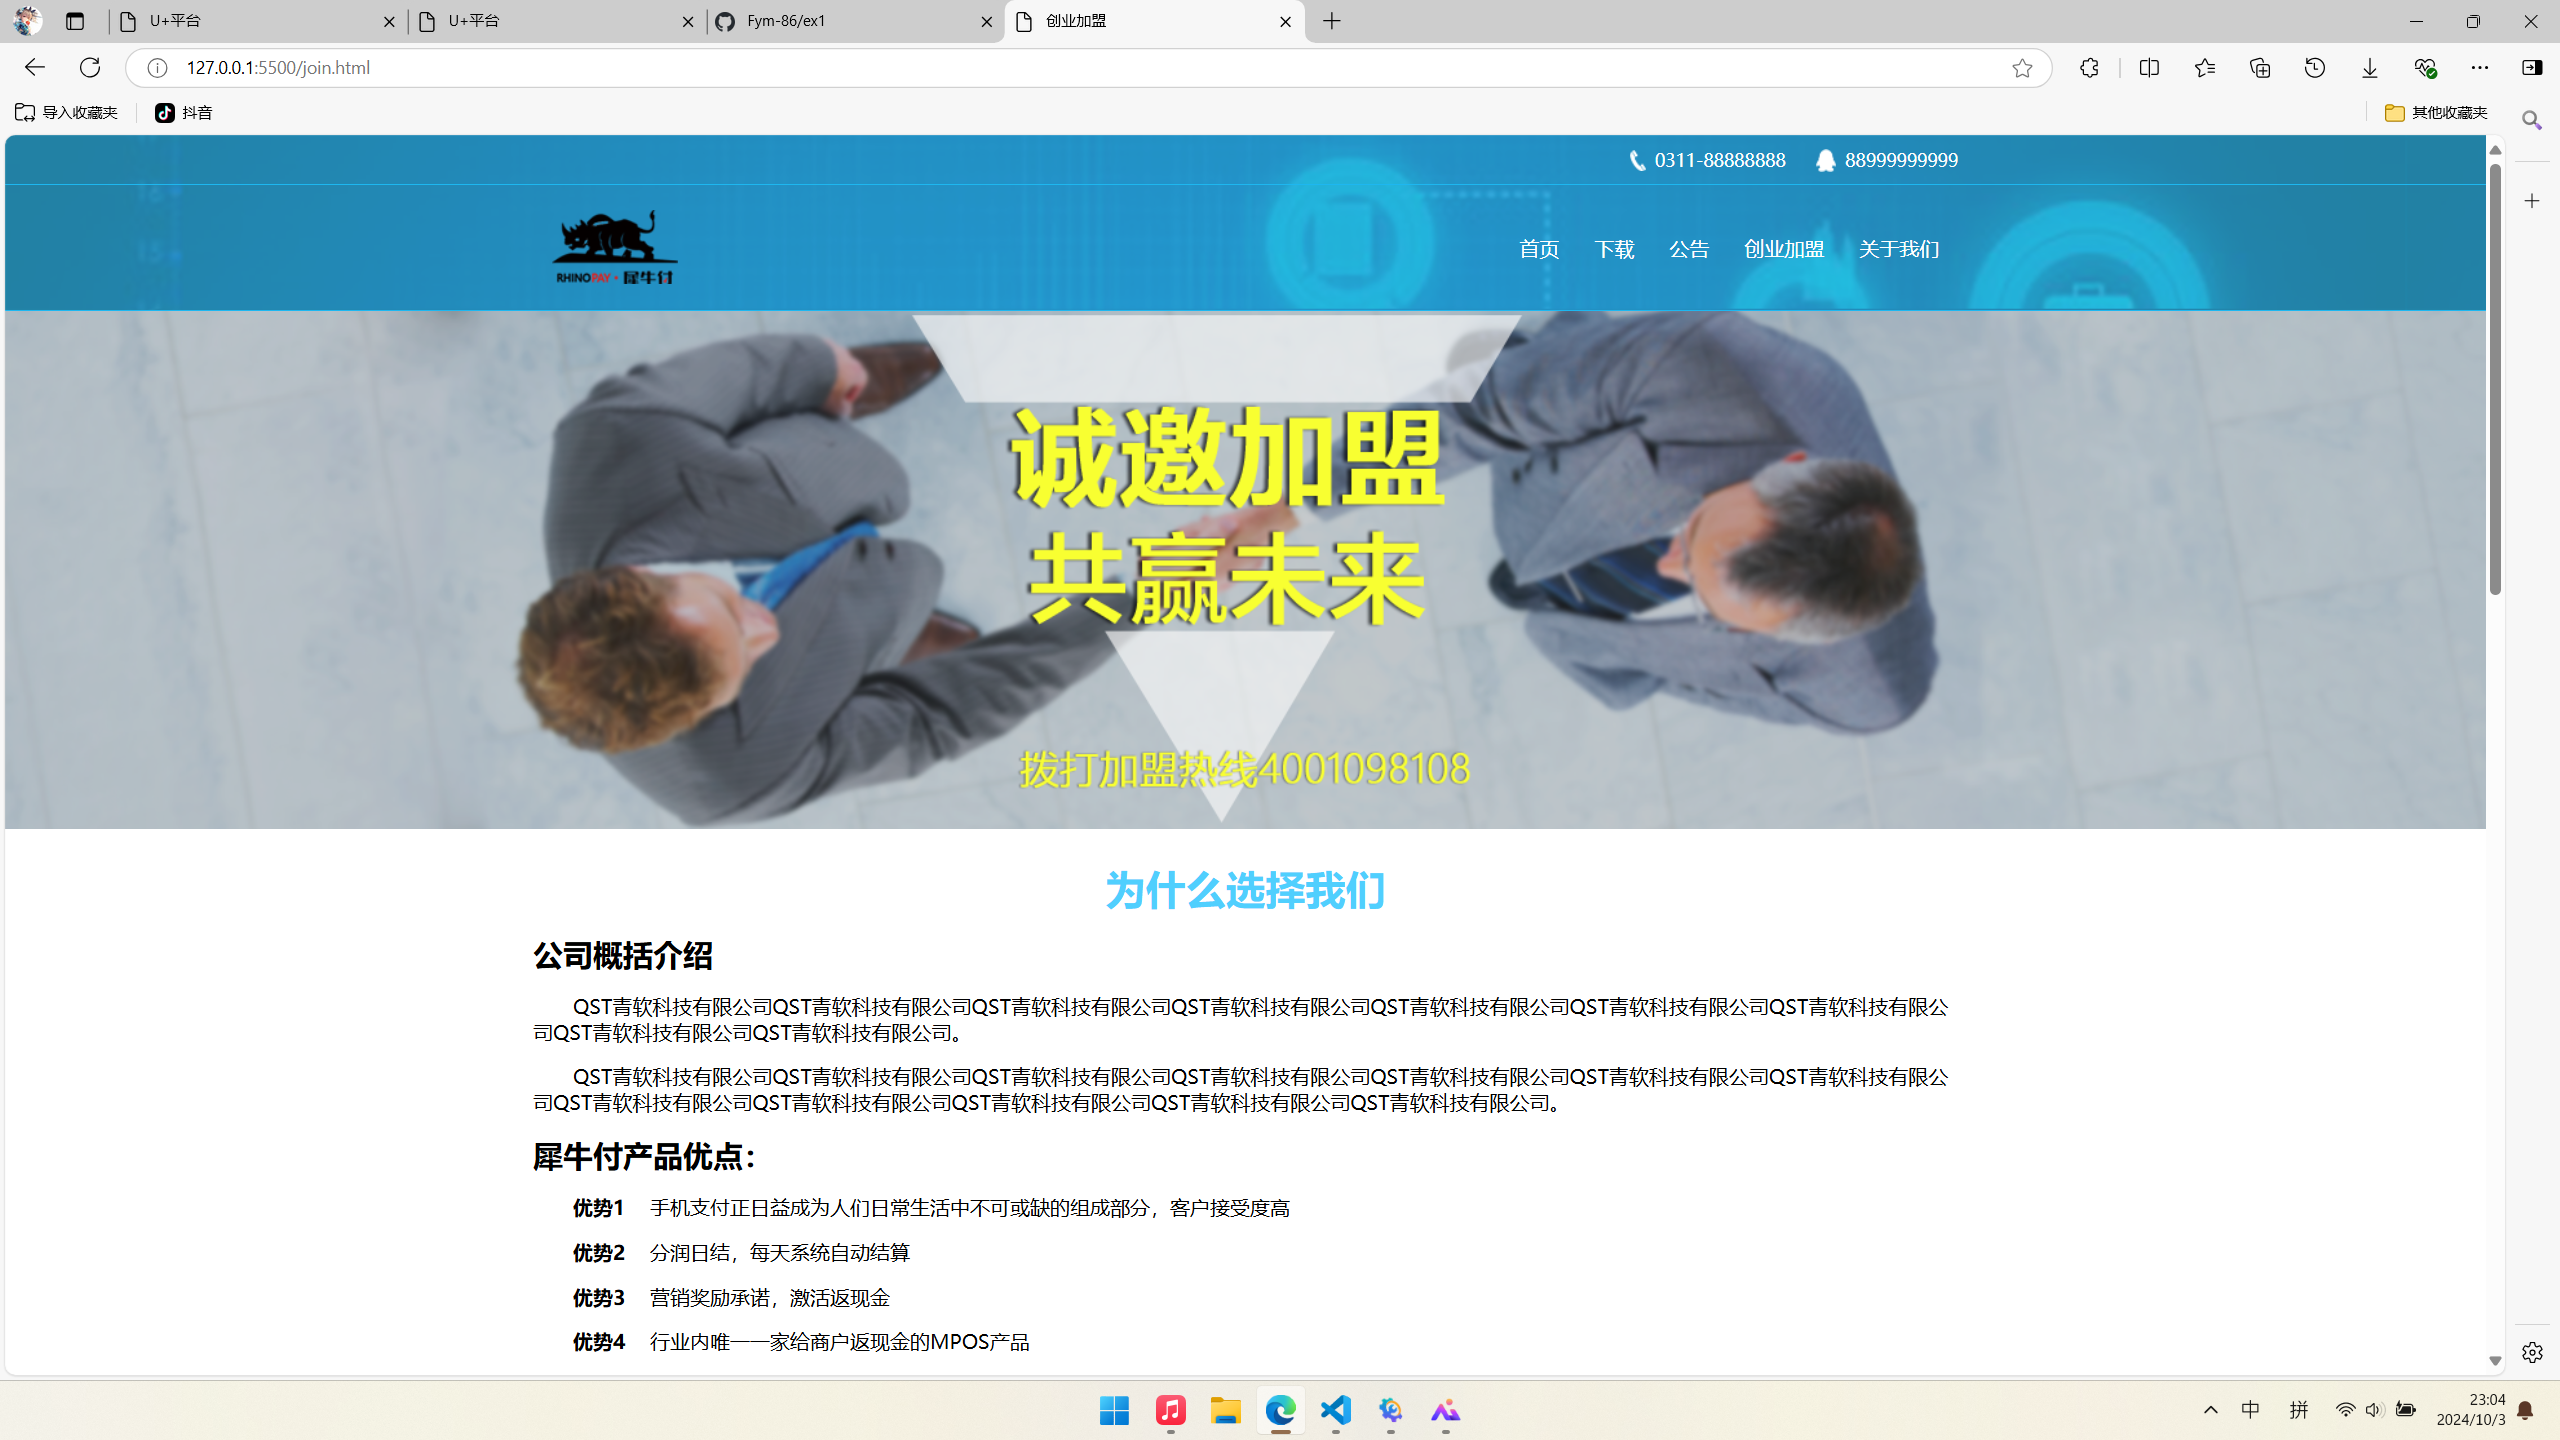 U+平台
U+平台
Fym-86/ex1
创业加盟
127.0.0.1:5500/join.html
导入收藏夹
抖音
其他收藏夹
0311-88888888
88999999999
RHINOPAY·犀牛付
首页
下载
公告
创业加盟
关于我们
诚邀加盟
共赢未来
拨打加盟热线4001098108
为什么选择我们
公司概括介绍
QST青软科技有限公司QST青软科技有限公司QST青软科技有限公司QST青软科技有限公司QST青软科技有限公司QST青软科技有限公司QST青软科技有限公
司QST青软科技有限公司QST青软科技有限公司。
QST青软科技有限公司QST青软科技有限公司QST青软科技有限公司QST青软科技有限公司QST青软科技有限公司QST青软科技有限公司QST青软科技有限公
司QST青软科技有限公司QST青软科技有限公司QST青软科技有限公司QST青软科技有限公司QST青软科技有限公司。
犀牛付产品优点：
优势1 手机支付正日益成为人们日常生活中不可或缺的组成部分，客户接受度高
优势2 分润日结，每天系统自动结算
优势3 营销奖励承诺，激活返现金
优势4 行业内唯一一家给商户返现金的MPOS产品
中
拼
23:04
2024/10/3